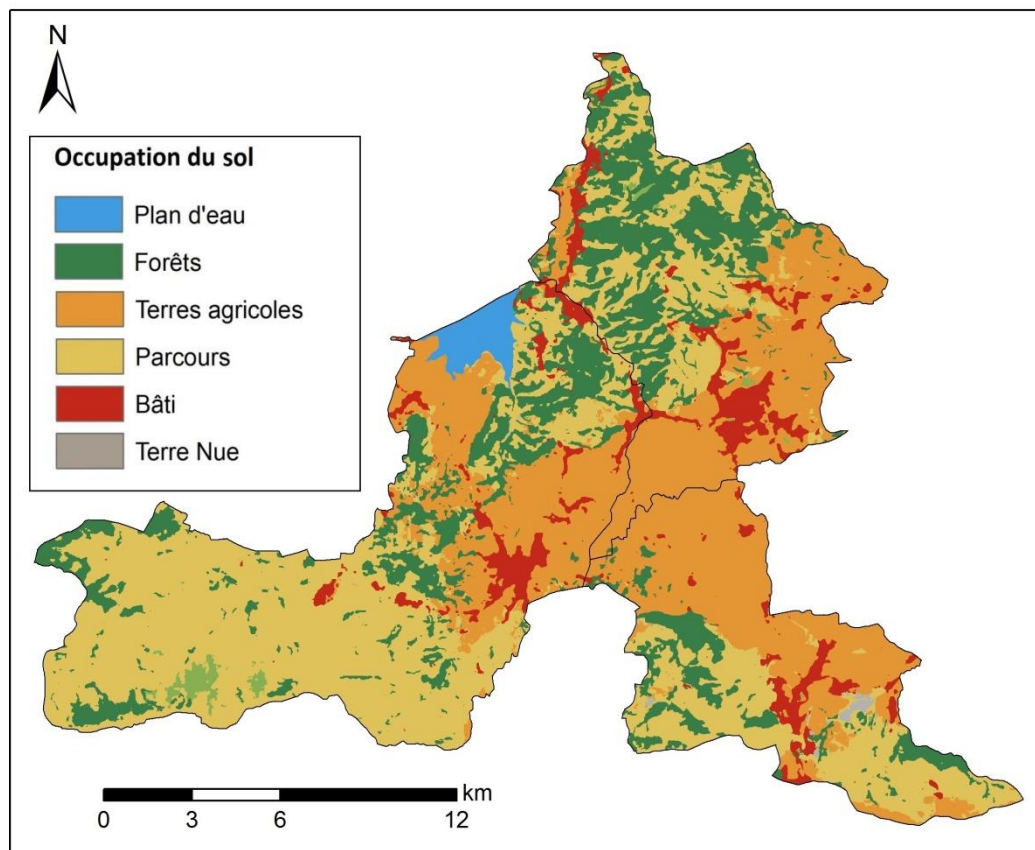 N
Occupation du sol
Plan d'eau
Forêts
Terres agricoles
Parcours
Bâti
Terre Nue
km
0 3 6 12